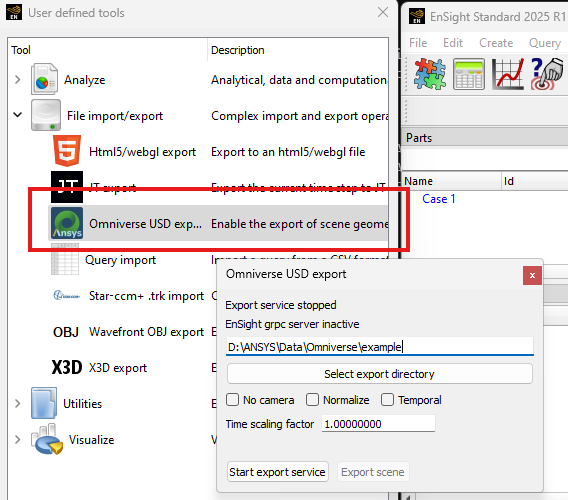 EN User defined tools
Tool Description
Analyze Analytical, data and computation
File import/export Complex import and export opera
Html5/webgl export Export to an html5/webgl file
JT export Export the current time step to JT
Ansys Omniverse USD exp... Enable the export of scene geome
Query import Import a query from a CSV format
Star-ccm+ .trk import
OBJ Wavefront OBJ export
X3D X3D export
Utilities
Visualize
EN EnSight Standard 2025 R1
File Edit Create Query
Parts
Name Id
Case 1
Omniverse USD export
x
Export service stopped
EnSight grpc server inactive
D:\ANSYS\Data\Omniverse\example
Select export directory
No camera Normalize Temporal
Time scaling factor 1.00000000
Start export service Export scene